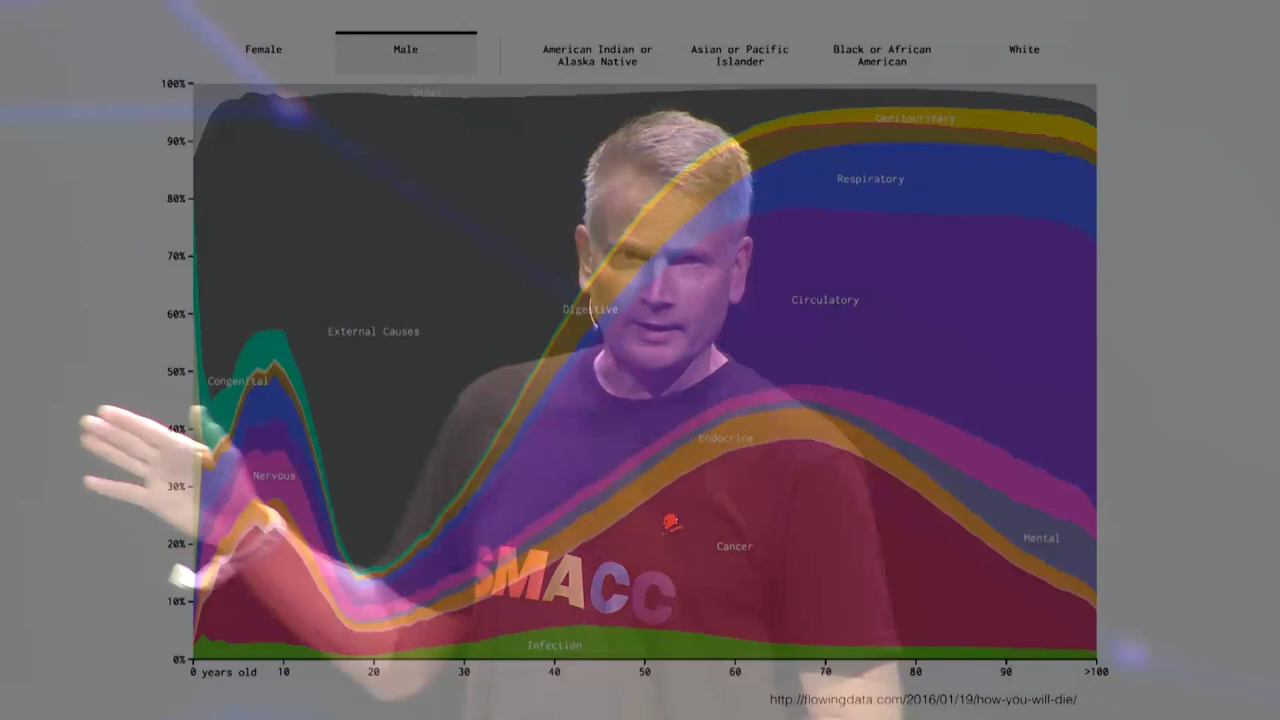 Female
Male
American Indian or
Alaska Native
Asian or Pacific
Islander
Black or African
American
White
100%
90%
80%
70%
60%
50%
40%
30%
20%
10%
0%
Other
Genitourinary
Respiratory
Circulatory
Digestive
External Causes
Congenital
Nervous
Endocrine
Cancer
Mental
Infection
SMACC
0 years old
10
20
30
40
50
60
70
80
90
>100
http://flowingdata.com/2016/01/19/how-you-will-die/